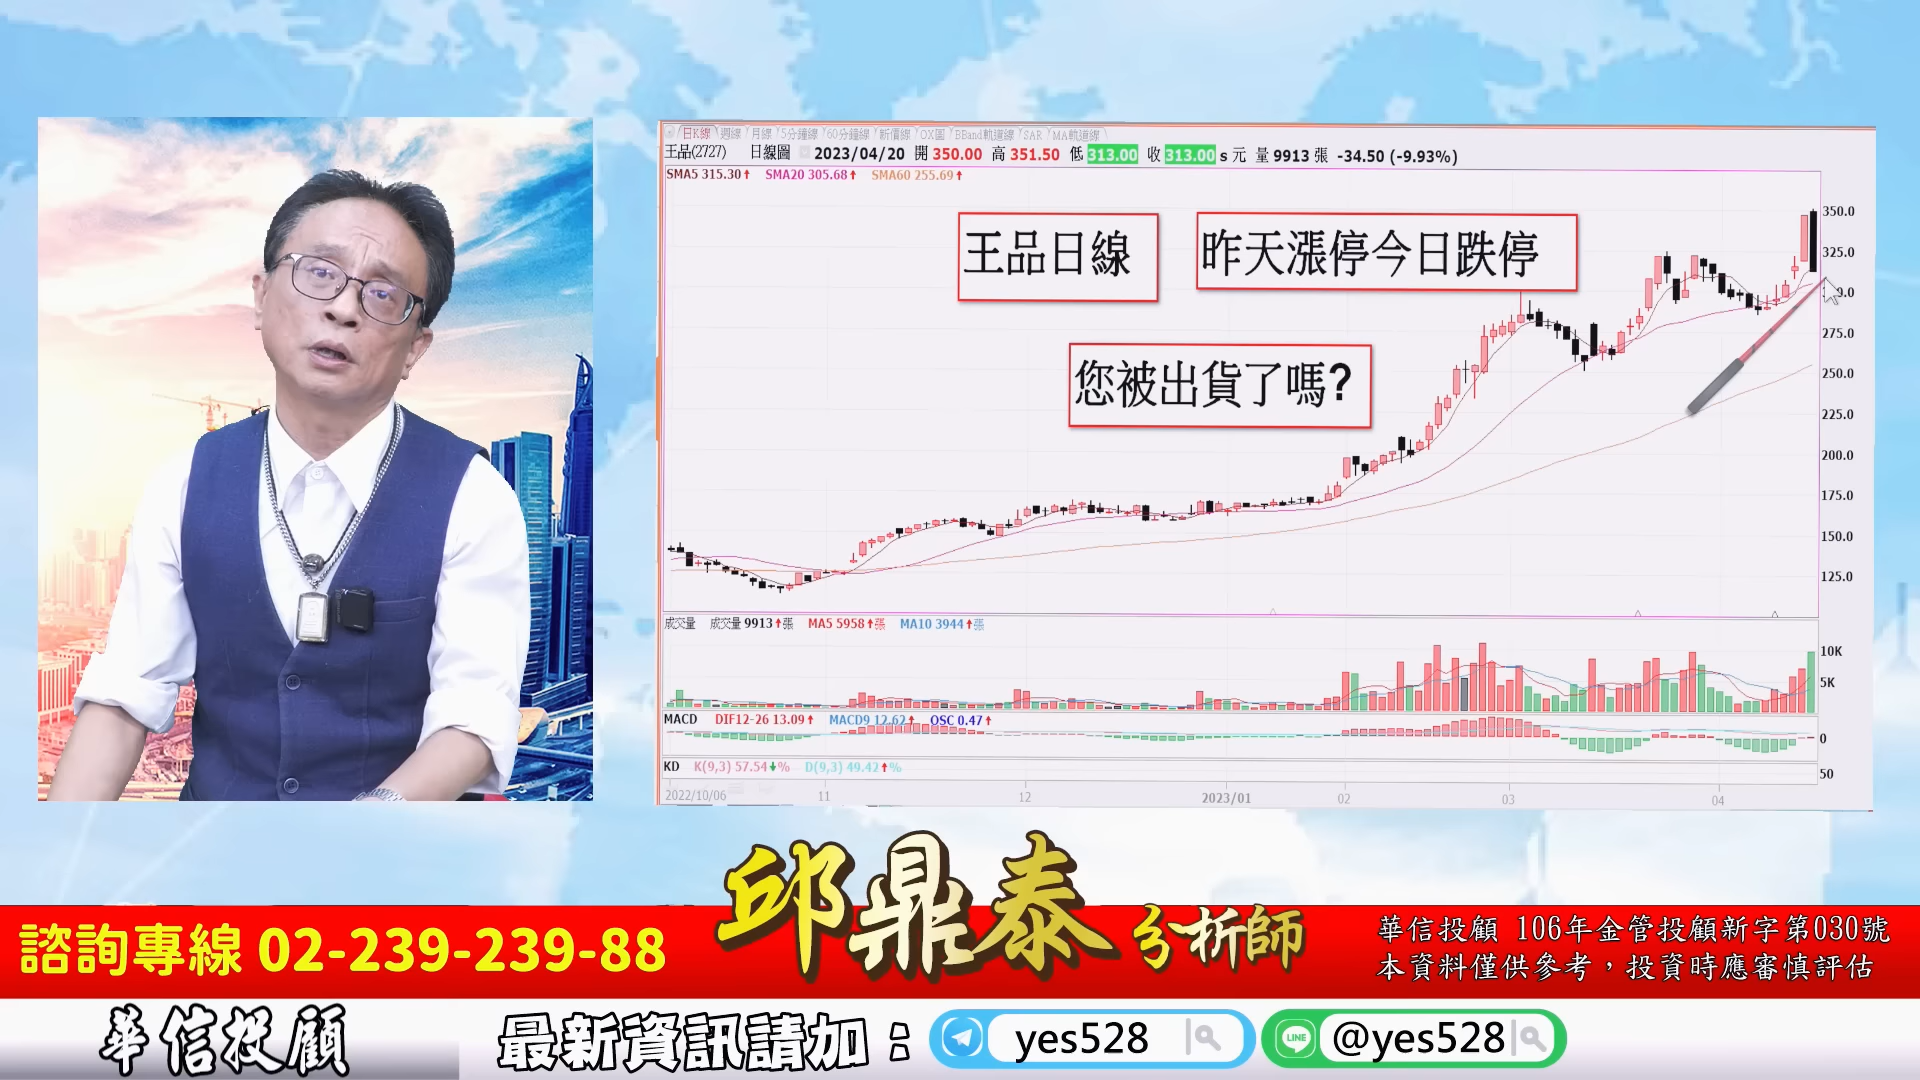 日K線 週線 月線 5分鐘線 60分鐘線 新價線 OX圖 BBand軌道線 SAR MA軌道線
王品(2727) 日線圖 2023/04/20 開 350.00 高 351.50 低 313.00 收 313.00 s 元 量 9913 張 -34.50 (-9.93%)
SMA5 315.30↑ SMA20 305.68↑ SMA60 255.69↑
王品日線
昨天漲停今日跌停
您被出貨了嗎?
350.0
325.0
275.0
250.0
225.0
200.0
175.0
150.0
125.0
成交量 成交量 9913↑張 MA5 5958↑張 MA10 3944↑張
10K
5K
MACD DIF12-26 13.09↑ MACD9 12.62↑ OSC 0.47↑
0
KD K(9,3) 57.54↓% D(9,3) 49.42↑%
50
2022/10/06 11 12 2023/01 02 03 04
邱鼎泰 分析師
諮詢專線 02-239-239-88
華信投顧 106年金管投顧新字第030號
本資料僅供參考，投資時應審慎評估
華信投顧
最新資訊請加：
yes528
LINE
@yes528